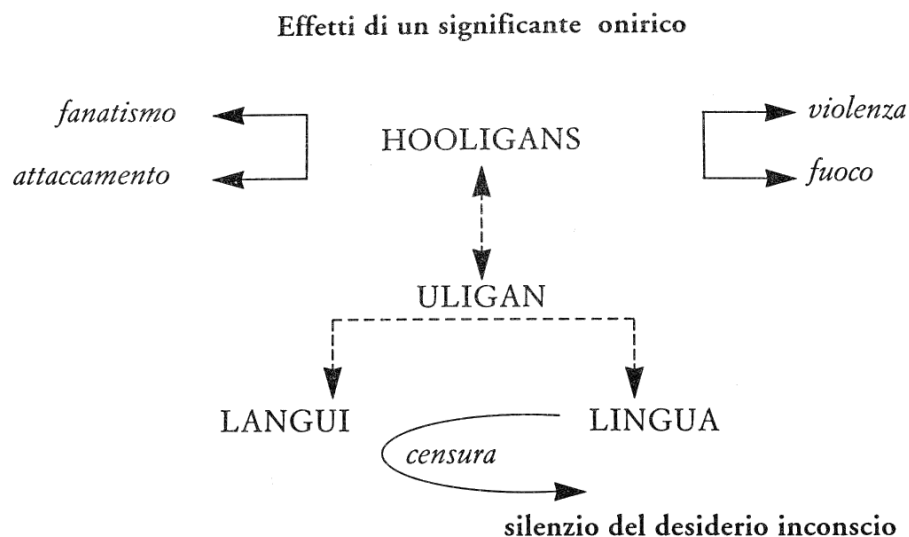 Effetti di un significante onirico
fanatismo
violenza
HOOLIGANS
attaccamento
fuoco
ULIGAN
LANGUI
LINGUA
censura
silenzio del desiderio inconscio